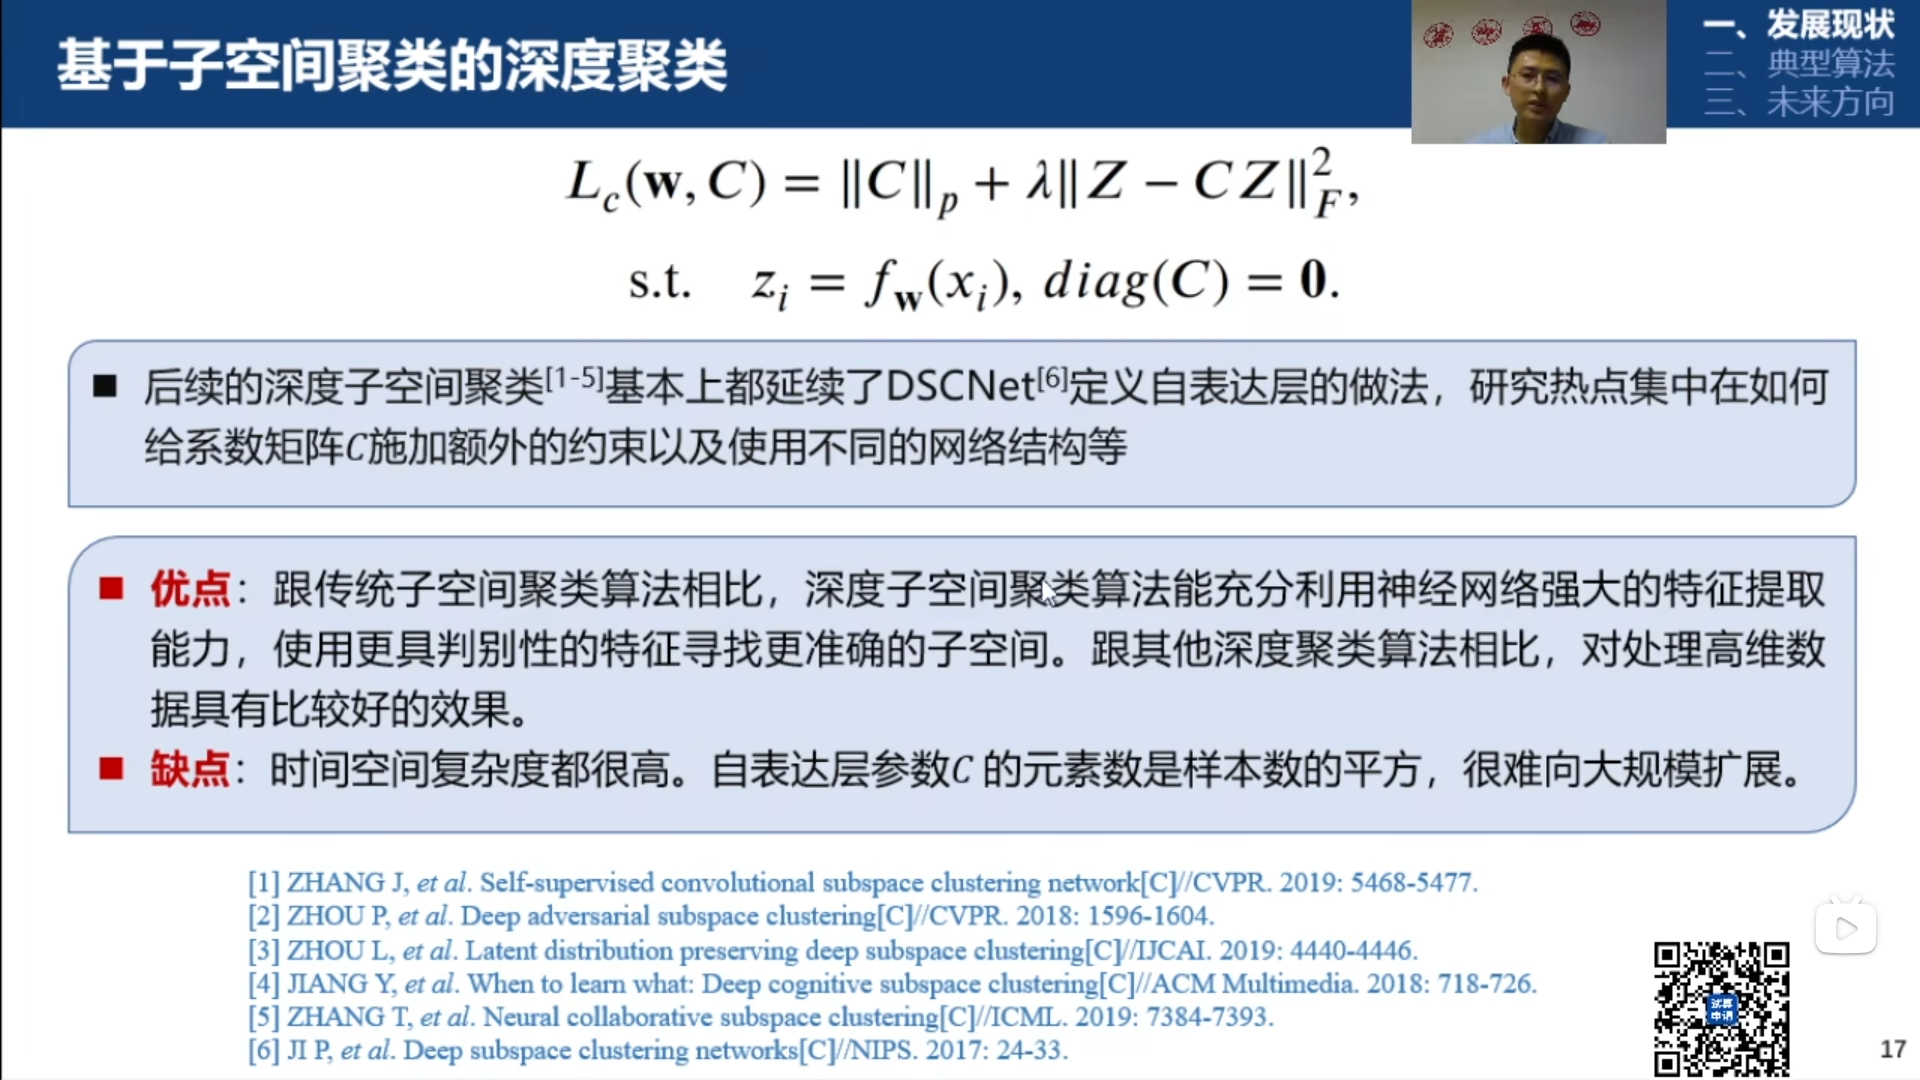 基于子空间聚类的深度聚类
一、发展现状
二、典型算法
三、未来方向
L_c(w, C) = ‖C‖_p + λ‖Z − CZ‖_F^2,
s.t. z_i = f_w(x_i), diag(C) = 0.
■ 后续的深度子空间聚类[1-5]基本上都延续了DSCNet[6]定义自表达层的做法，研究热点集中在如何
给系数矩阵C施加额外的约束以及使用不同的网络结构等
■ 优点：跟传统子空间聚类算法相比，深度子空间聚类算法能充分利用神经网络强大的特征提取
能力，使用更具判别性的特征寻找更准确的子空间。跟其他深度聚类算法相比，对处理高维数
据具有比较好的效果。
■ 缺点：时间空间复杂度都很高。自表达层参数C 的元素数是样本数的平方，很难向大规模扩展。
[1] ZHANG J, et al. Self-supervised convolutional subspace clustering network[C]//CVPR. 2019: 5468-5477.
[2] ZHOU P, et al. Deep adversarial subspace clustering[C]//CVPR. 2018: 1596-1604.
[3] ZHOU L, et al. Latent distribution preserving deep subspace clustering[C]//IJCAI. 2019: 4440-4446.
[4] JIANG Y, et al. When to learn what: Deep cognitive subspace clustering[C]//ACM Multimedia. 2018: 718-726.
[5] ZHANG T, et al. Neural collaborative subspace clustering[C]//ICML. 2019: 7384-7393.
[6] JI P, et al. Deep subspace clustering networks[C]//NIPS. 2017: 24-33.
试算
申请
17